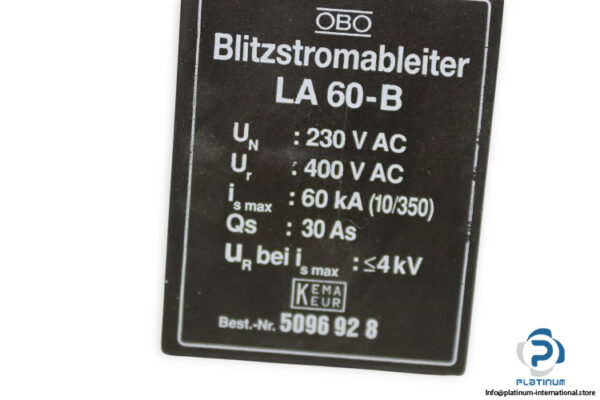 OBO
Blitzstromableiter
LA 60-B
UN : 230 V AC
Ur : 400 V AC
is max : 60 kA (10/350)
Qs : 30 As
uR bei is max : ≤4kV
KEMA
KEUR
Best.-Nr. 5096 92 8
PLATINUM
Info@platinum-international.store